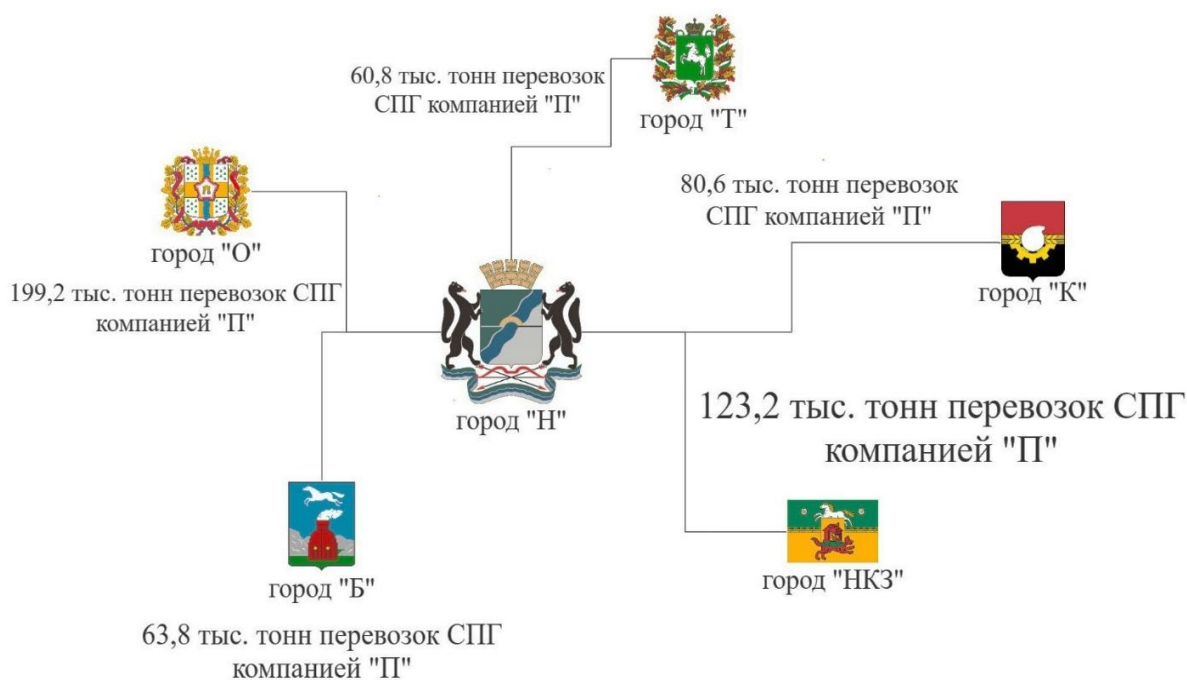 60,8 тыс. тонн перевозок
СПГ компанией "П"
город "Т"
80,6 тыс. тонн перевозок
СПГ компанией "П"
город "О"
199,2 тыс. тонн перевозок СПГ
компанией "П"
город "К"
город "Н"
123,2 тыс. тонн перевозок СПГ
компанией "П"
город "Б"
63,8 тыс. тонн перевозок СПГ
компанией "П"
город "НКЗ"